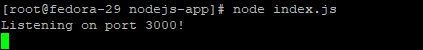 [root@fedora-29 nodejs-app]# node index.js
Listening on port 3000!